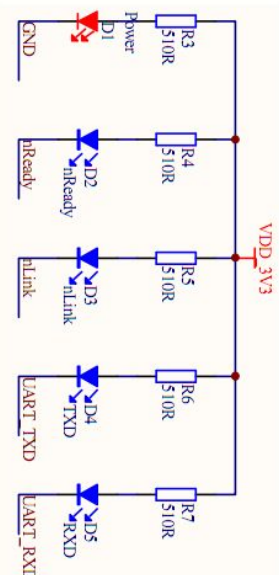 VDD_3V3
R3
510R
Power
D1
GND
R4
510R
D2
nReady
nReady
R5
510R
D3
nLink
nLink
R6
510R
D4
TXD
UART_TXD
R7
510R
D5
RXD
UART_RXD